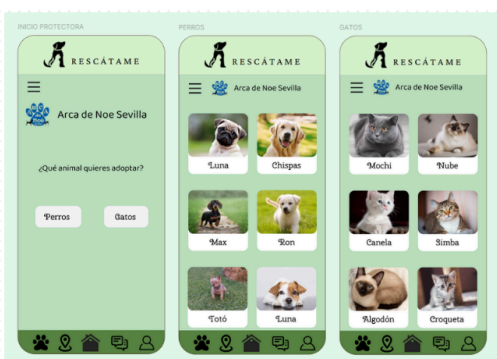 INICIO PROTECTORA
RESCÁTAME
Arca de Noe Sevilla
¿Qué animal quieres adoptar?
Perros
Gatos
PERROS
RESCÁTAME
Arca de Noe Sevilla
Luna
Chispas
Max
Ron
Totó
Luna
GATOS
RESCÁTAME
Arca de Noe Sevilla
Mochi
Nube
Canela
Simba
Algodón
Croqueta